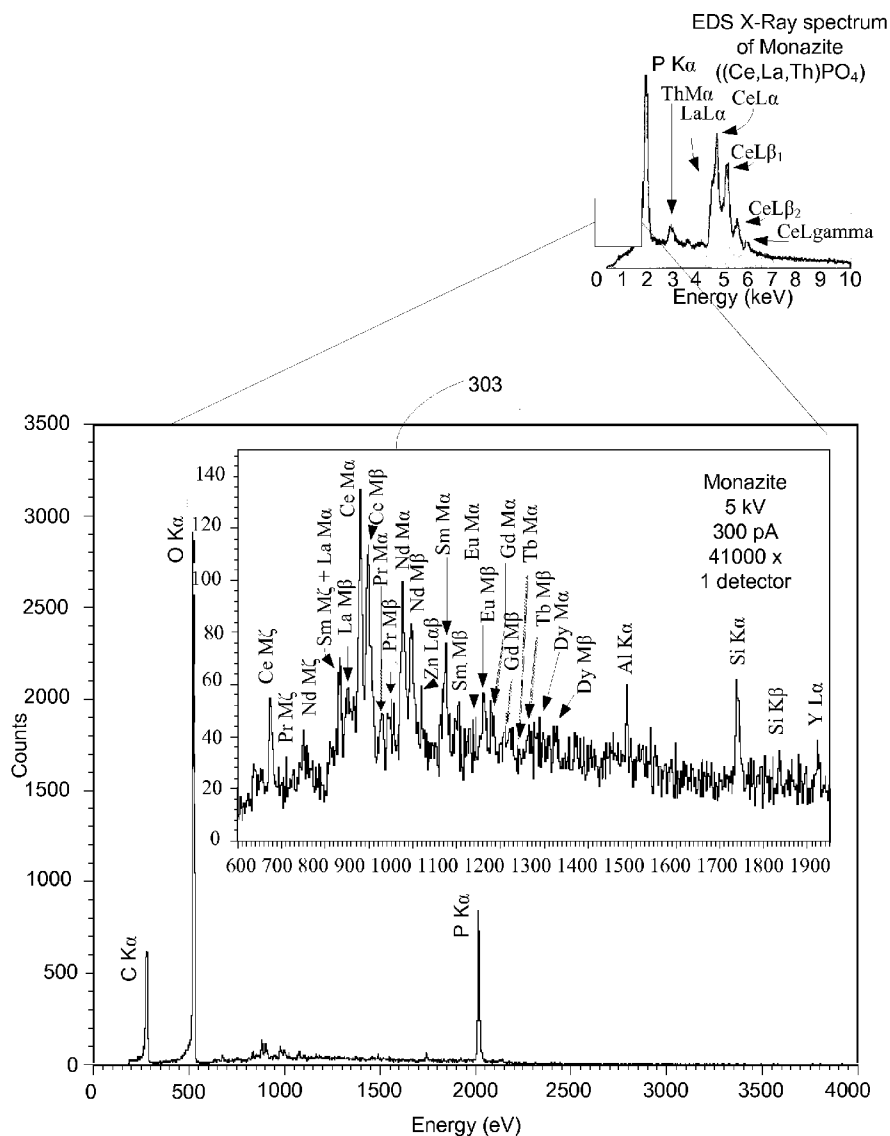 EDS X-Ray spectrum
of Monazite
((Ce,La,Th)PO₄)
P Kα
ThMα
LaLα
CeLα
CeLβ₁
CeLβ₂
CeLgamma
0 1 2 3 4 5 6 7 8 9 10
Energy (keV)
303
3500
3000
2500
2000
1500
1000
500
0
Counts
140
120
100
80
60
40
20
0
Monazite
5 kV
300 pA
41000 x
1 detector
C Kα
O Kα
P Kα
Ce Mζ
Pr Mζ
Nd Mζ
Sm Mζ + La Mα
La Mβ
Ce Mα
Ce Mβ
Pr Mα
Pr Mβ
Nd Mα
Nd Mβ
Zn Lαβ
Sm Mα
Sm Mβ
Eu Mα
Eu Mβ
Gd Mα
Gd Mβ
Tb Mα
Tb Mβ
Dy Mα
Dy Mβ
Al Kα
Si Kα
Si Kβ
Y Lα
600 700 800 900 1000 1100 1200 1300 1400 1500 1600 1700 1800 1900
0 500 1000 1500 2000 2500 3000 3500 4000
Energy (eV)